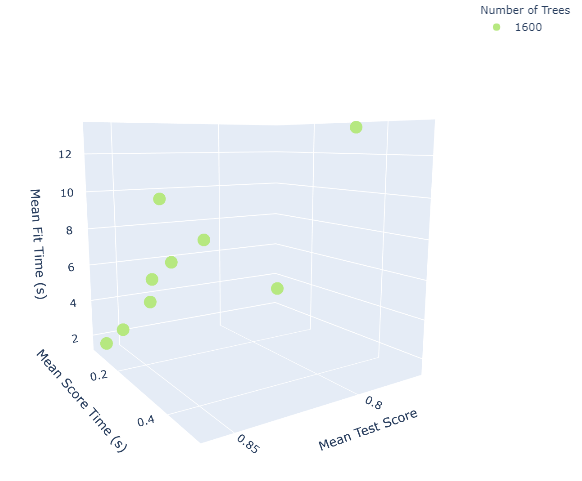 Number of Trees
1600
12
10
8
6
4
2
Mean Fit Time (s)
0.2
0.4
Mean Score Time (s)
0.85
0.8
Mean Test Score